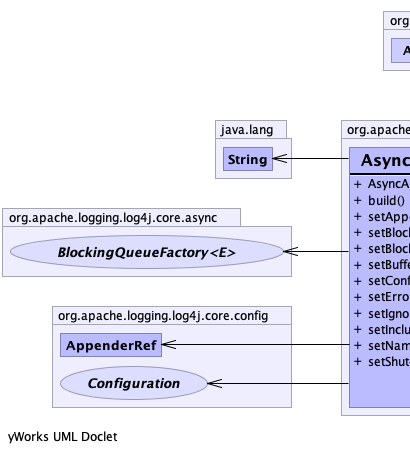 org.
A
java.lang
String
org.apache.
Async
+ AsyncA
+ build()
+ setAppe
+ setBlock
+ setBlock
+ setBuffe
+ setConf
+ setErro
+ setIgno
+ setInclu
+ setNam
+ setShut
org.apache.logging.log4j.core.async
BlockingQueueFactory<E>
org.apache.logging.log4j.core.config
AppenderRef
Configuration
yWorks UML Doclet